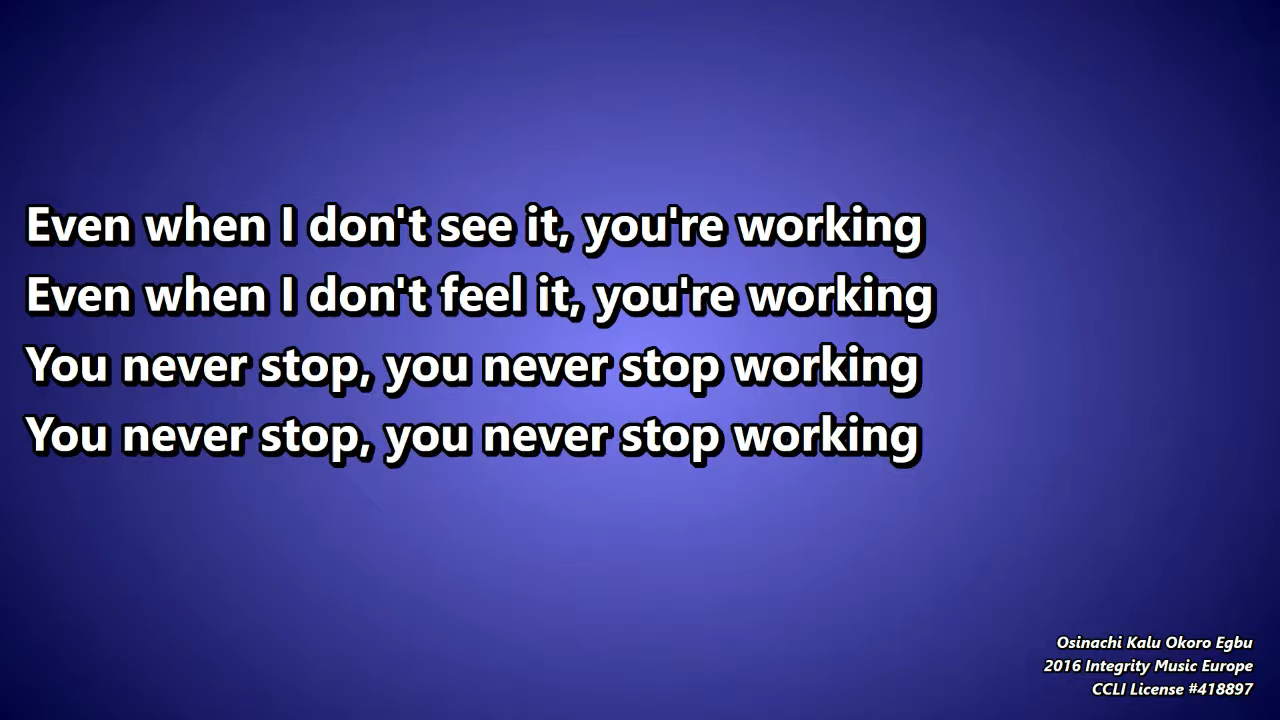 Even when I don't see it, you're working
Even when I don't feel it, you're working
You never stop, you never stop working
You never stop, you never stop working
Osinachi Kalu Okoro Egbu
2016 Integrity Music Europe
CCLI License #418897